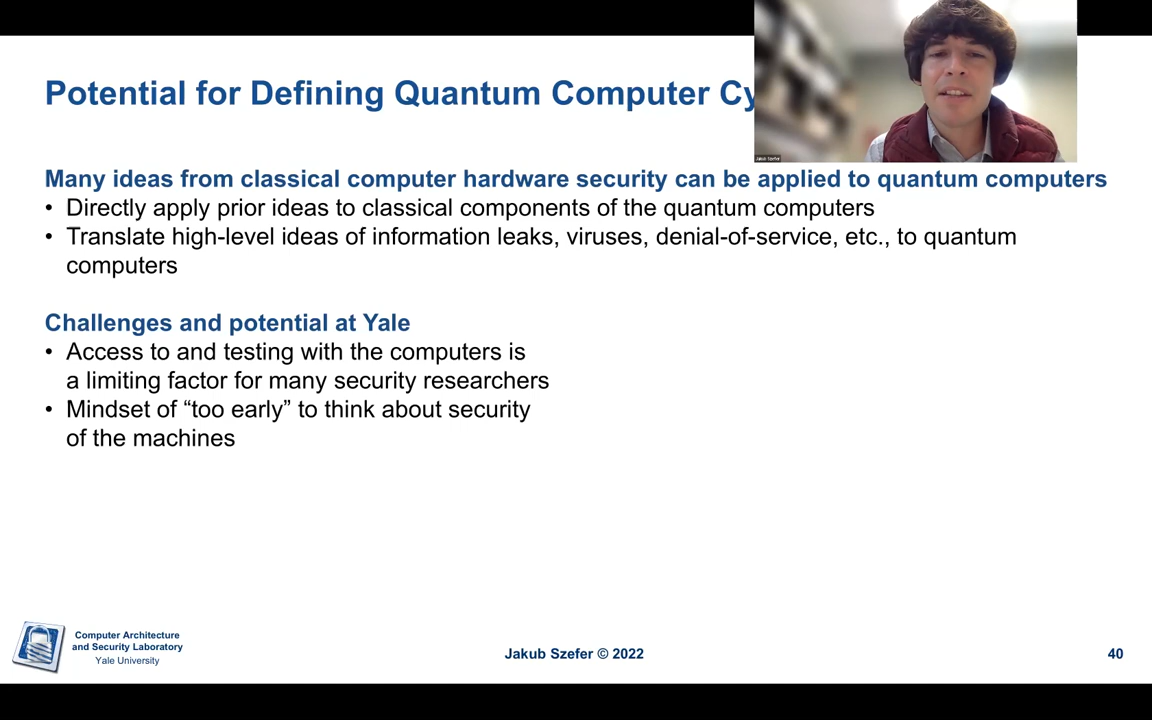 Potential for Defining Quantum Computer Cy
Jakub Szefer
Many ideas from classical computer hardware security can be applied to quantum computers
• Directly apply prior ideas to classical components of the quantum computers
• Translate high-level ideas of information leaks, viruses, denial-of-service, etc., to quantum
computers
Challenges and potential at Yale
• Access to and testing with the computers is
a limiting factor for many security researchers
• Mindset of “too early” to think about security
of the machines
Computer Architecture
and Security Laboratory
Yale University
Jakub Szefer © 2022
40